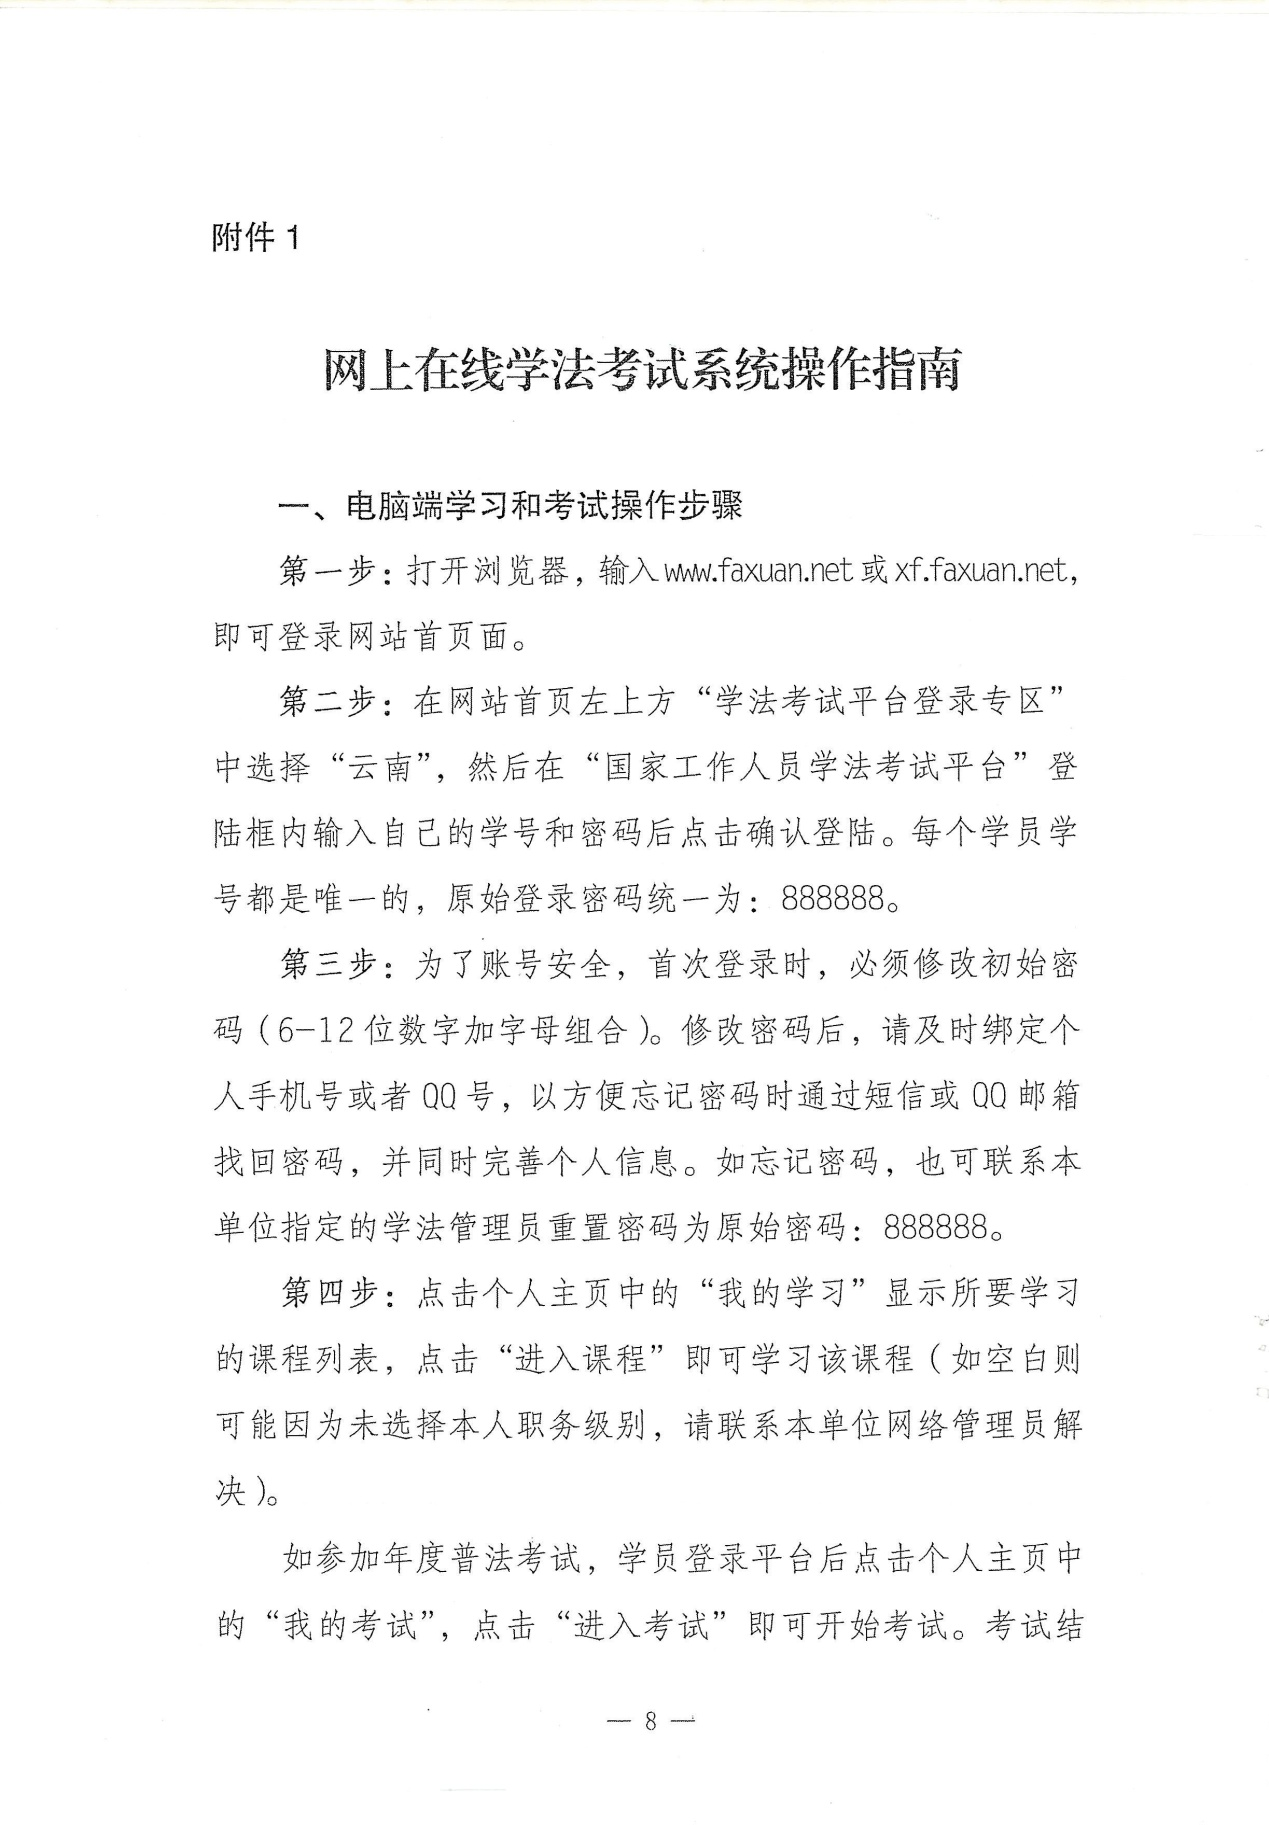 附件 1
网上在线学法考试系统操作指南
一、电脑端学习和考试操作步骤
第一步：打开浏览器，输入www.faxuan.net或xf.faxuan.net，
即可登录网站首页面。
第二步：在网站首页左上方“学法考试平台登录专区”
中选择“云南”，然后在“国家工作人员学法考试平台”登
陆框内输入自己的学号和密码后点击确认登陆。每个学员学
号都是唯一的，原始登录密码统一为：888888。
第三步：为了账号安全，首次登录时，必须修改初始密
码（6-12位数字加字母组合）。修改密码后，请及时绑定个
人手机号或者QQ号，以方便忘记密码时通过短信或QQ邮箱
找回密码，并同时完善个人信息。如忘记密码，也可联系本
单位指定的学法管理员重置密码为原始密码：888888。
第四步：点击个人主页中的“我的学习”显示所要学习
的课程列表，点击“进入课程”即可学习该课程（如空白则
可能因为未选择本人职务级别，请联系本单位网络管理员解
决）。
如参加年度普法考试，学员登录平台后点击个人主页中
的“我的考试”，点击“进入考试”即可开始考试。考试结
— 8 —